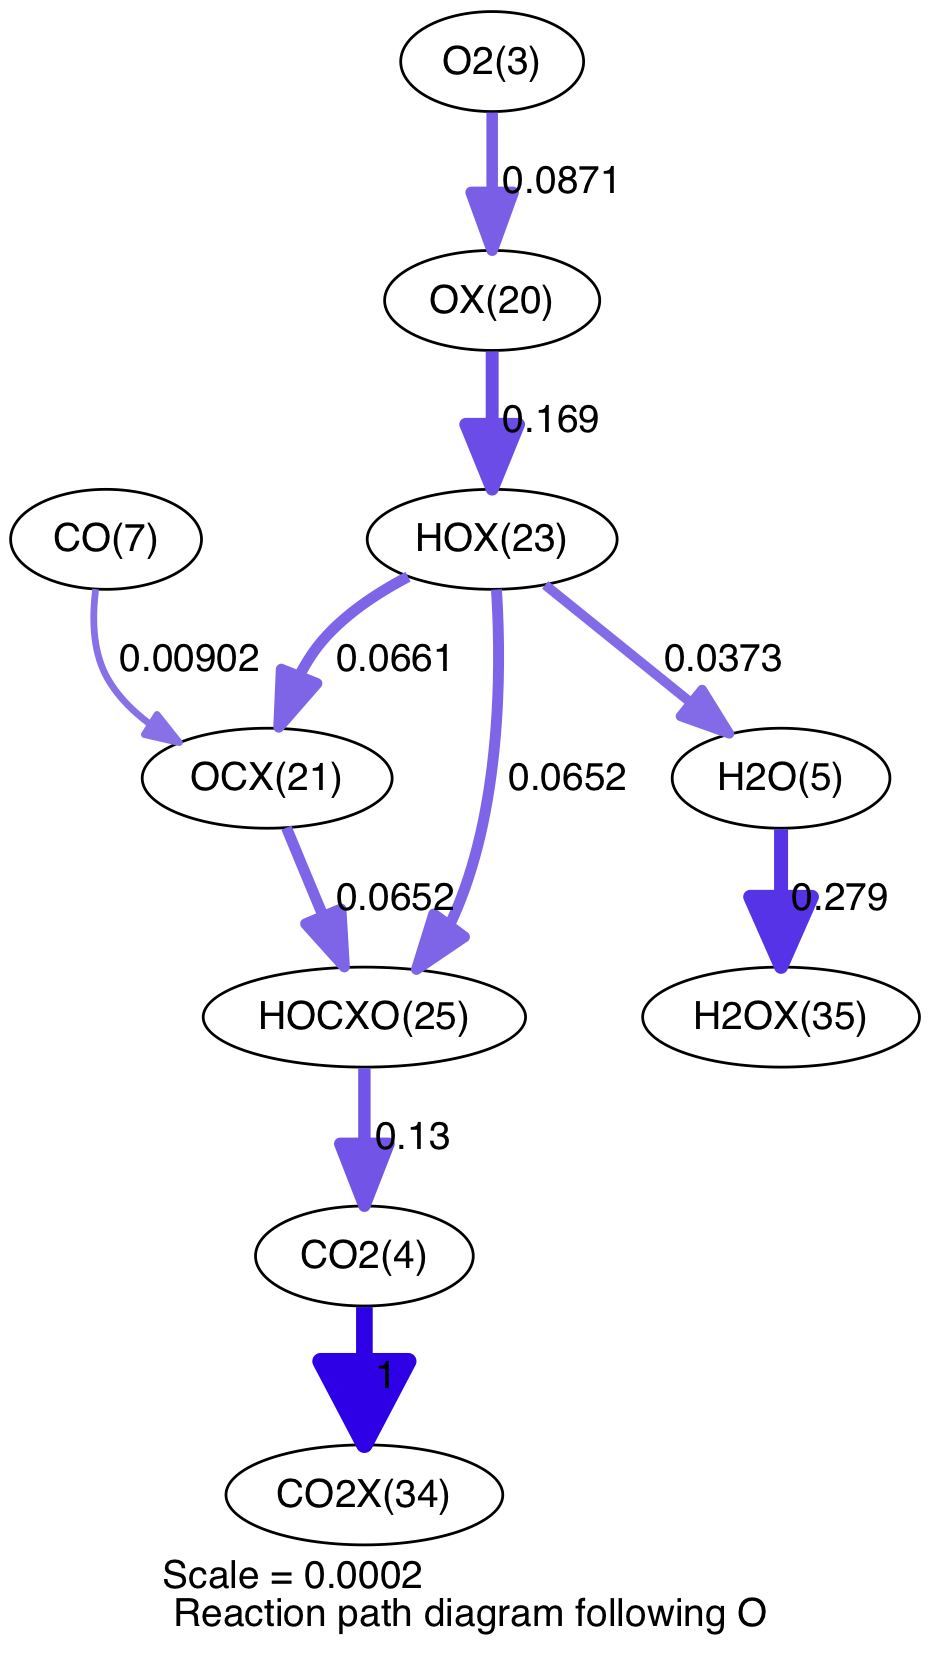 O2(3)
0.0871
OX(20)
0.169
CO(7)
HOX(23)
0.00902
0.0661
0.0373
OCX(21)
0.0652
H2O(5)
0.0652
0.279
HOCXO(25)
H2OX(35)
0.13
CO2(4)
1
CO2X(34)
Scale = 0.0002
Reaction path diagram following O